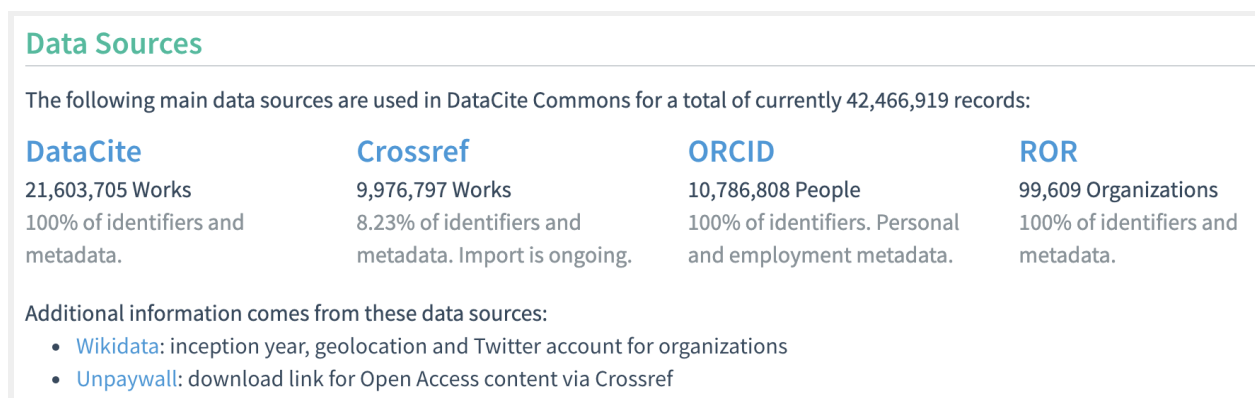 Data Sources
The following main data sources are used in DataCite Commons for a total of currently 42,466,919 records:
DataCite
21,603,705 Works
100% of identifiers and
metadata.
Crossref
9,976,797 Works
8.23% of identifiers and
metadata. Import is ongoing.
ORCID
10,786,808 People
100% of identifiers. Personal
and employment metadata.
ROR
99,609 Organizations
100% of identifiers and
metadata.
Additional information comes from these data sources:
• Wikidata: inception year, geolocation and Twitter account for organizations
• Unpaywall: download link for Open Access content via Crossref